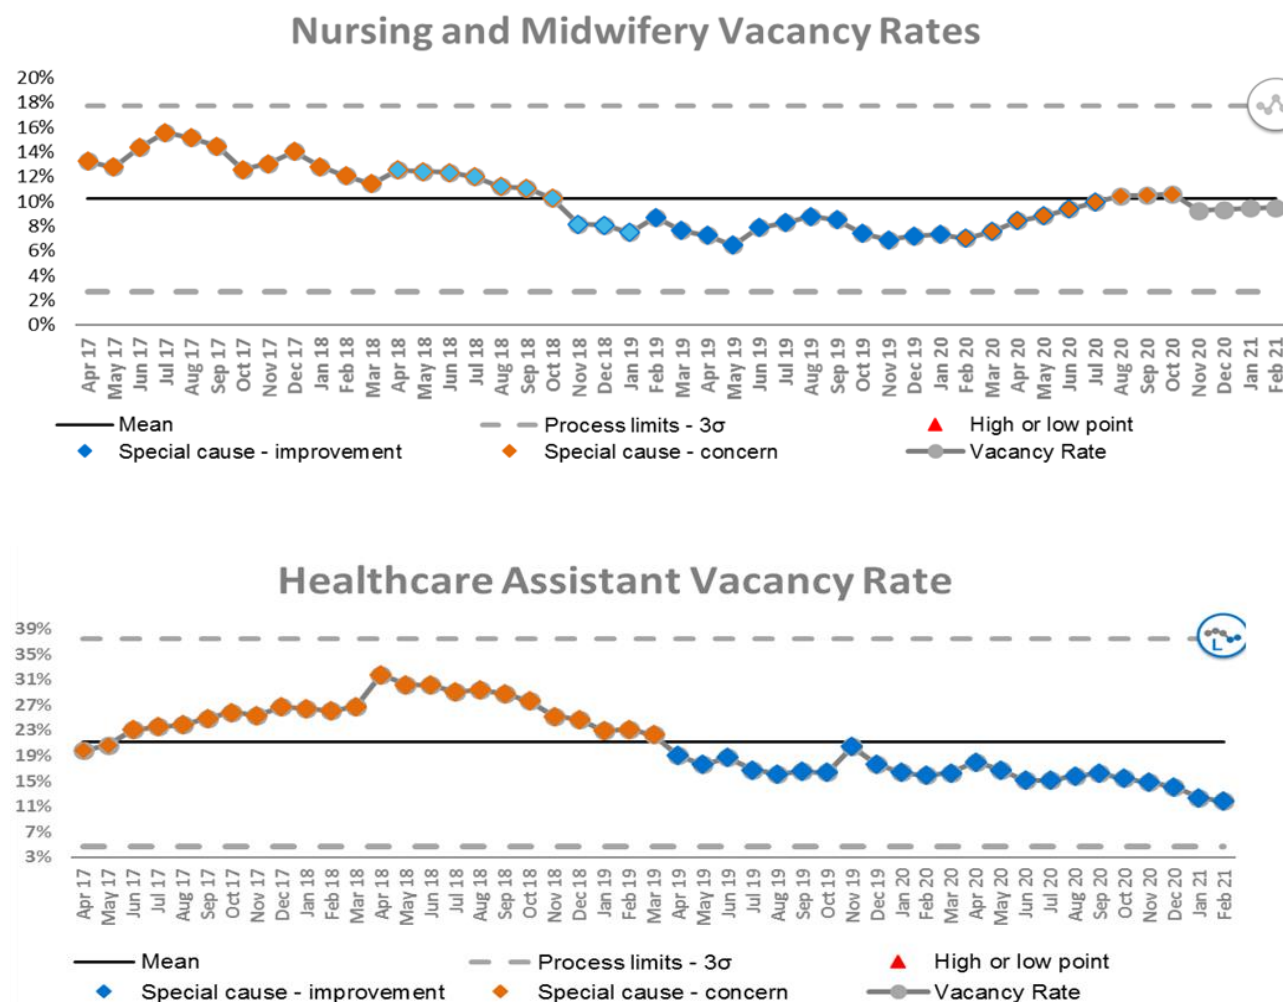 Nursing and Midwifery Vacancy Rates
20%
18%
16%
14%
12%
10%
8%
6%
4%
2%
0%
Apr 17 May 17 Jun 17 Jul 17 Aug 17 Sep 17 Oct 17 Nov 17 Dec 17 Jan 18 Feb 18 Mar 18 Apr 18 May 18 Jun 18 Jul 18 Aug 18 Sep 18 Oct 18 Nov 18 Dec 18 Jan 19 Feb 19 Mar 19 Apr 19 May 19 Jun 19 Jul 19 Aug 19 Sep 19 Oct 19 Nov 19 Dec 19 Jan 20 Feb 20 Mar 20 Apr 20 May 20 Jun 20 Jul 20 Aug 20 Sep 20 Oct 20 Nov 20 Dec 20 Jan 21 Feb 21
Mean Process limits - 3σ High or low point
Special cause - improvement Special cause - concern Vacancy Rate
Healthcare Assistant Vacancy Rate
39%
35%
31%
27%
23%
19%
15%
11%
7%
3%
L
Apr 17 May 17 Jun 17 Jul 17 Aug 17 Sep 17 Oct 17 Nov 17 Dec 17 Jan 18 Feb 18 Mar 18 Apr 18 May 18 Jun 18 Jul 18 Aug 18 Sep 18 Oct 18 Nov 18 Dec 18 Jan 19 Feb 19 Mar 19 Apr 19 May 19 Jun 19 Jul 19 Aug 19 Sep 19 Oct 19 Nov 19 Dec 19 Jan 20 Feb 20 Mar 20 Apr 20 May 20 Jun 20 Jul 20 Aug 20 Sep 20 Oct 20 Nov 20 Dec 20 Jan 21 Feb 21
Mean Process limits - 3σ High or low point
Special cause - improvement Special cause - concern Vacancy Rate